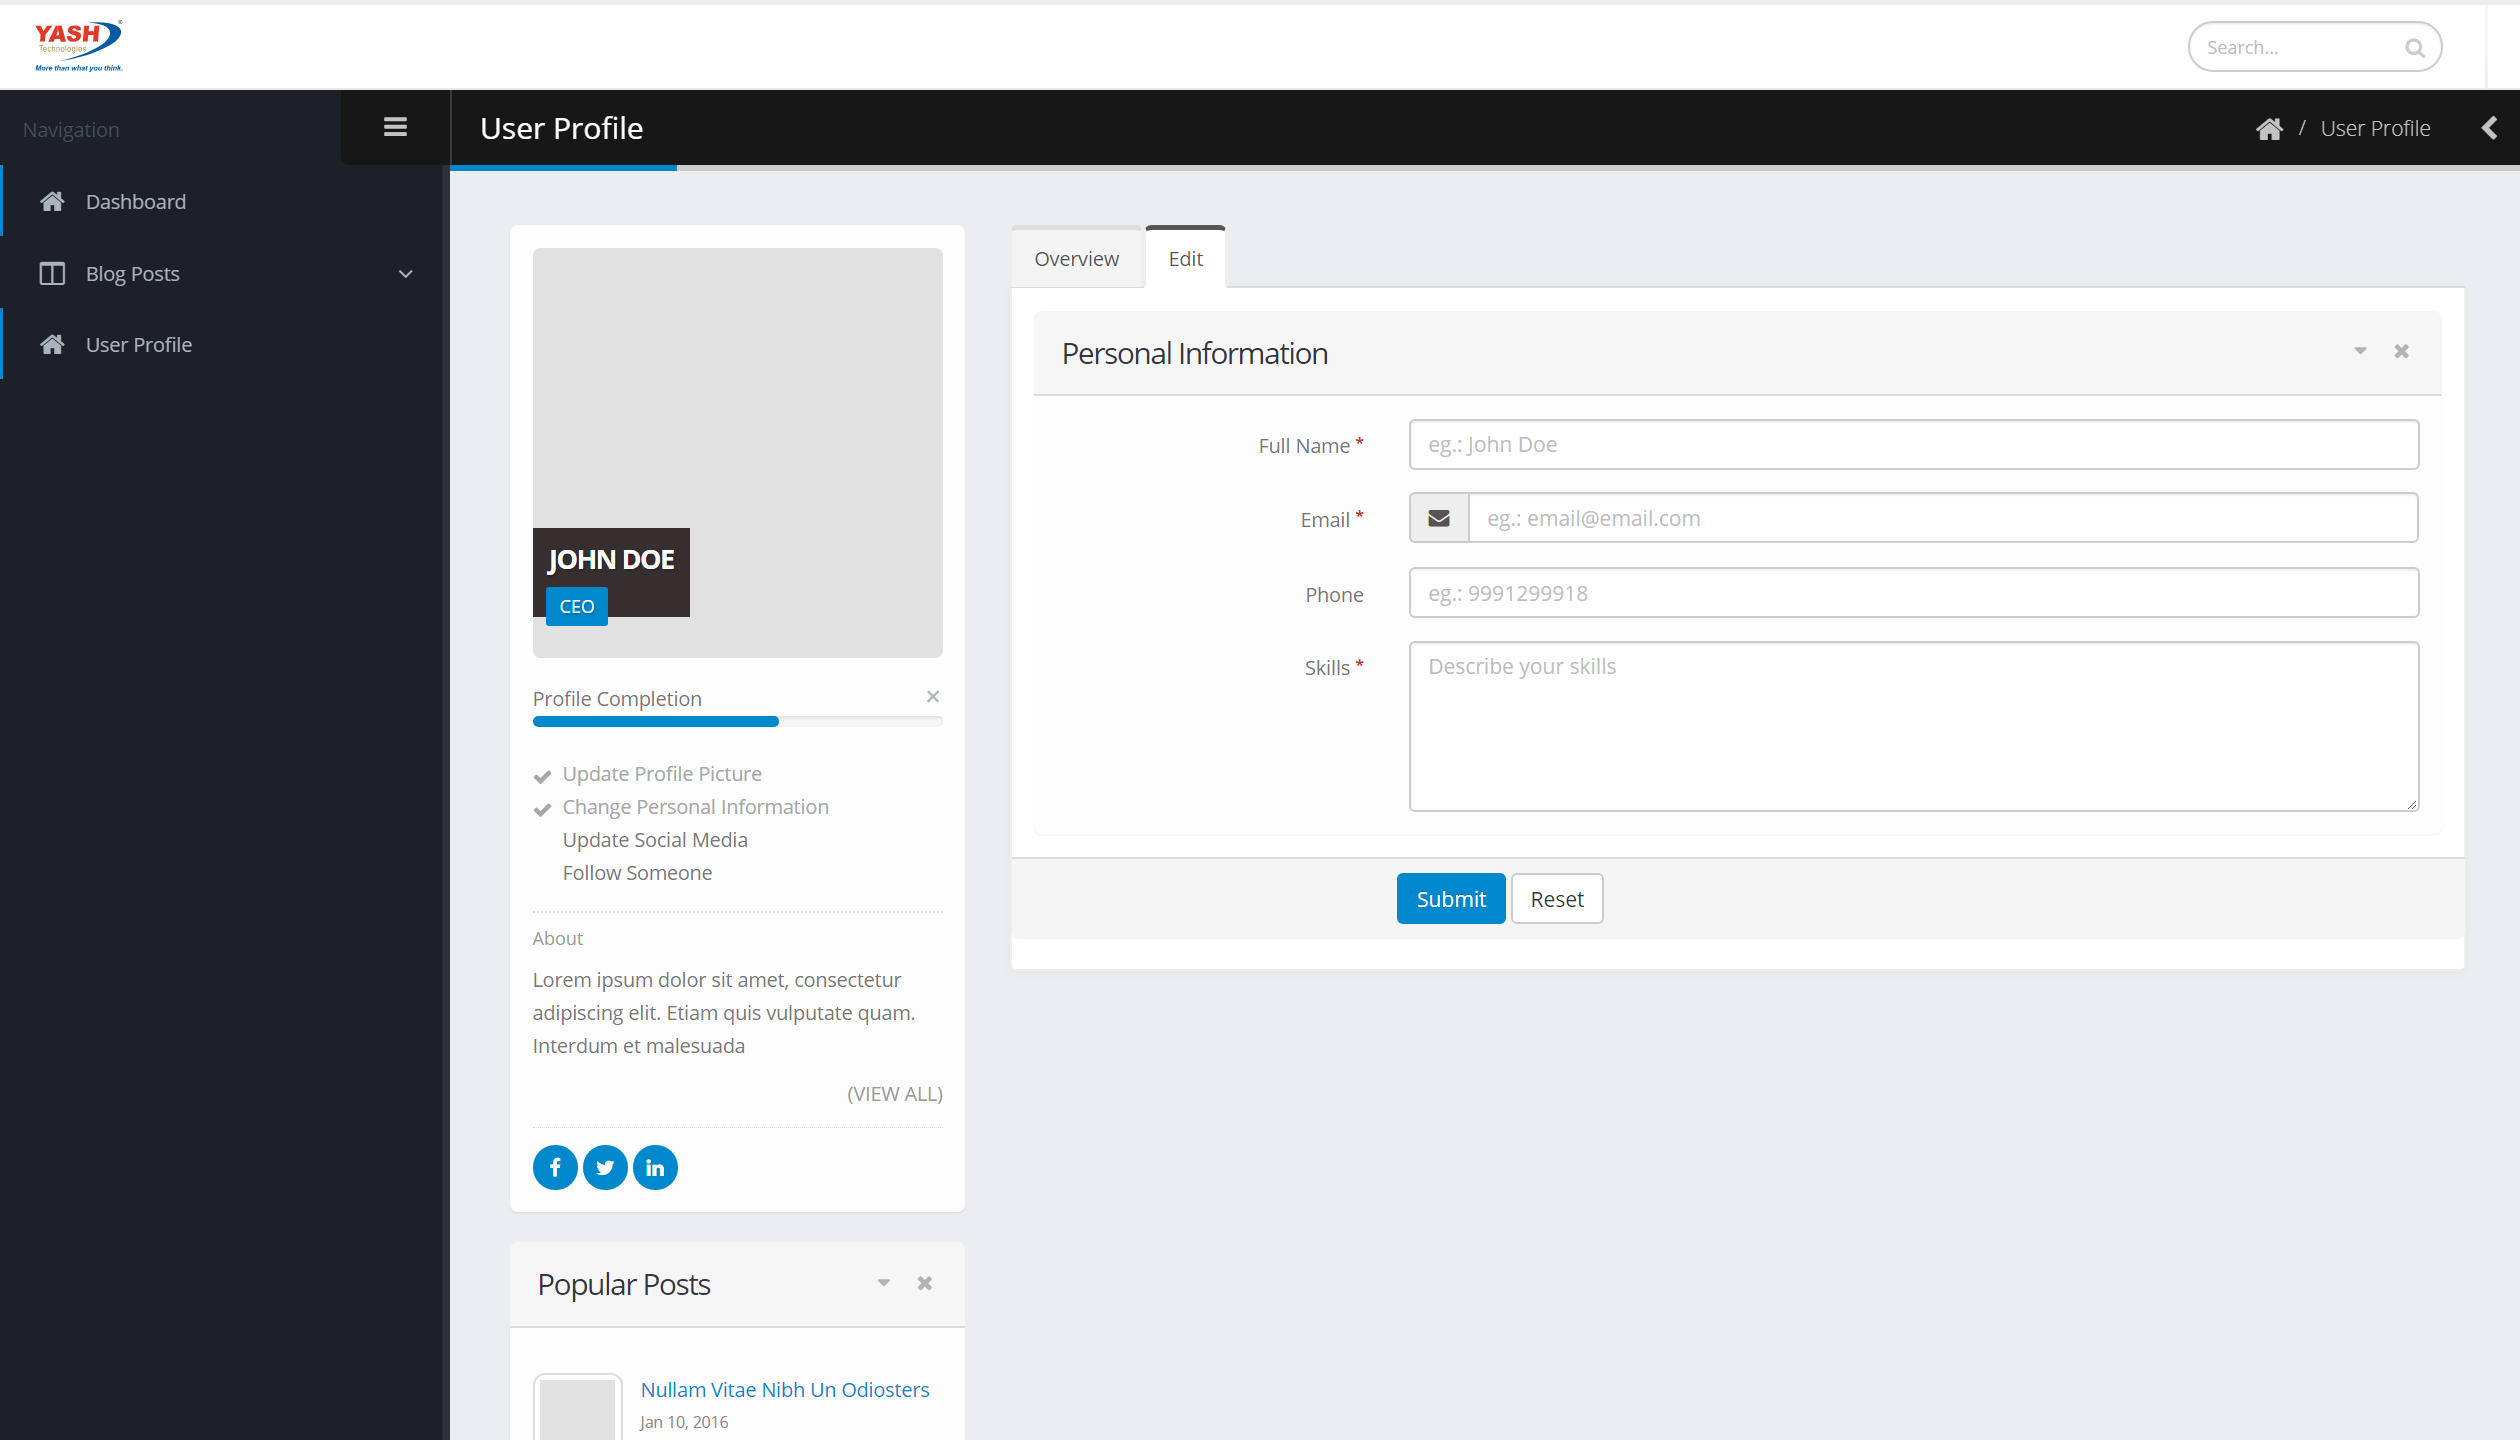 YASH
Technologies
More than what you think.
Search...
Navigation
User Profile
/ User Profile
Dashboard
Blog Posts
User Profile
JOHN DOE
CEO
Profile Completion
Update Profile Picture
Change Personal Information
Update Social Media
Follow Someone
About
Lorem ipsum dolor sit amet, consectetur
adipiscing elit. Etiam quis vulputate quam.
Interdum et malesuada
(VIEW ALL)
Popular Posts
Nullam Vitae Nibh Un Odiosters
Jan 10, 2016
Overview
Edit
Personal Information
Full Name *
eg.: John Doe
Email *
eg.: email@email.com
Phone
eg.: 9991299918
Skills *
Describe your skills
Submit
Reset